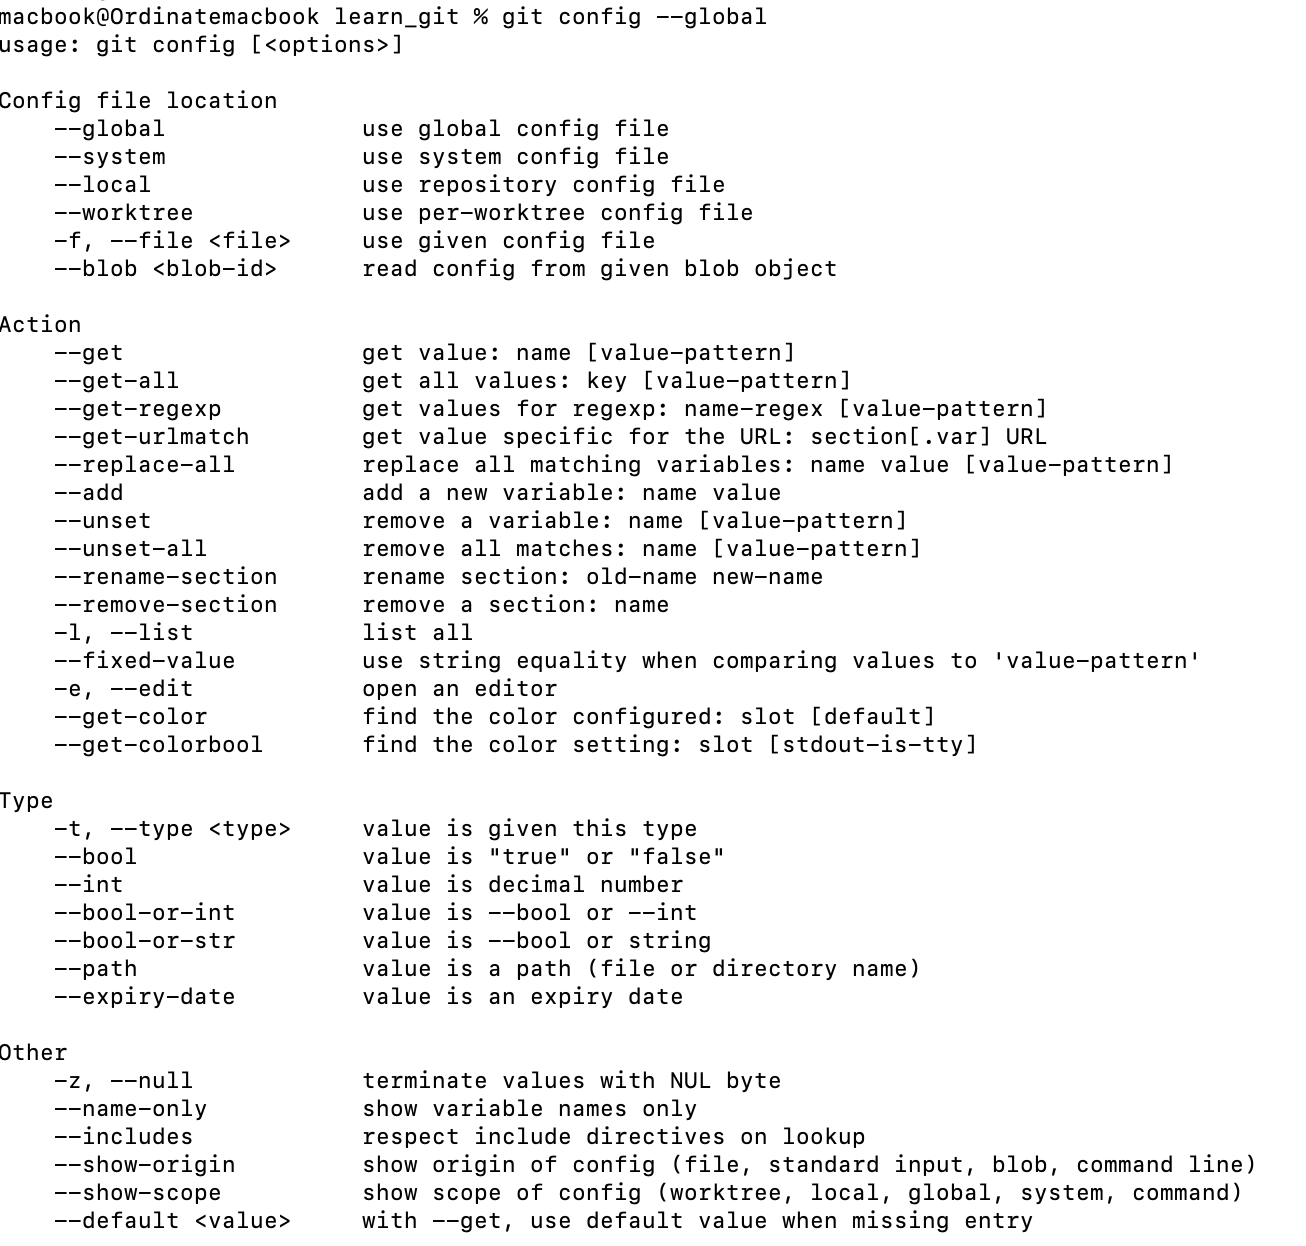 macbook@Ordinatemacbook learn_git % git config --global
usage: git config [<options>]

Config file location
    --global              use global config file
    --system              use system config file
    --local               use repository config file
    --worktree            use per-worktree config file
    -f, --file <file>     use given config file
    --blob <blob-id>      read config from given blob object

Action
    --get                 get value: name [value-pattern]
    --get-all             get all values: key [value-pattern]
    --get-regexp          get values for regexp: name-regex [value-pattern]
    --get-urlmatch        get value specific for the URL: section[.var] URL
    --replace-all         replace all matching variables: name value [value-pattern]
    --add                 add a new variable: name value
    --unset               remove a variable: name [value-pattern]
    --unset-all           remove all matches: name [value-pattern]
    --rename-section      rename section: old-name new-name
    --remove-section      remove a section: name
    -l, --list            list all
    --fixed-value         use string equality when comparing values to 'value-pattern'
    -e, --edit            open an editor
    --get-color           find the color configured: slot [default]
    --get-colorbool       find the color setting: slot [stdout-is-tty]

Type
    -t, --type <type>     value is given this type
    --bool                value is "true" or "false"
    --int                 value is decimal number
    --bool-or-int         value is --bool or --int
    --bool-or-str         value is --bool or string
    --path                value is a path (file or directory name)
    --expiry-date         value is an expiry date

Other
    -z, --null            terminate values with NUL byte
    --name-only           show variable names only
    --includes            respect include directives on lookup
    --show-origin         show origin of config (file, standard input, blob, command line)
    --show-scope          show scope of config (worktree, local, global, system, command)
    --default <value>     with --get, use default value when missing entry